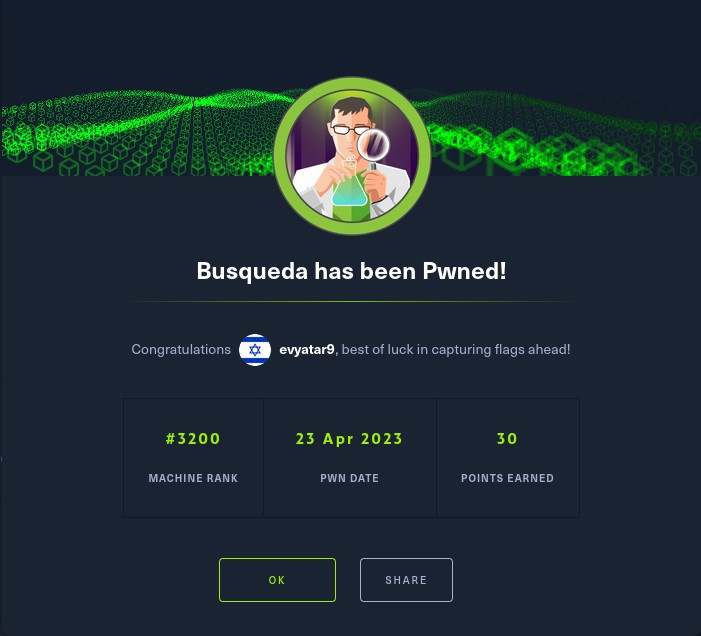 Busqueda has been Pwned!
Congratulations evyatar9, best of luck in capturing flags ahead!
#3200 23 Apr 2023 30
MACHINE RANK PWN DATE POINTS EARNED
OK SHARE